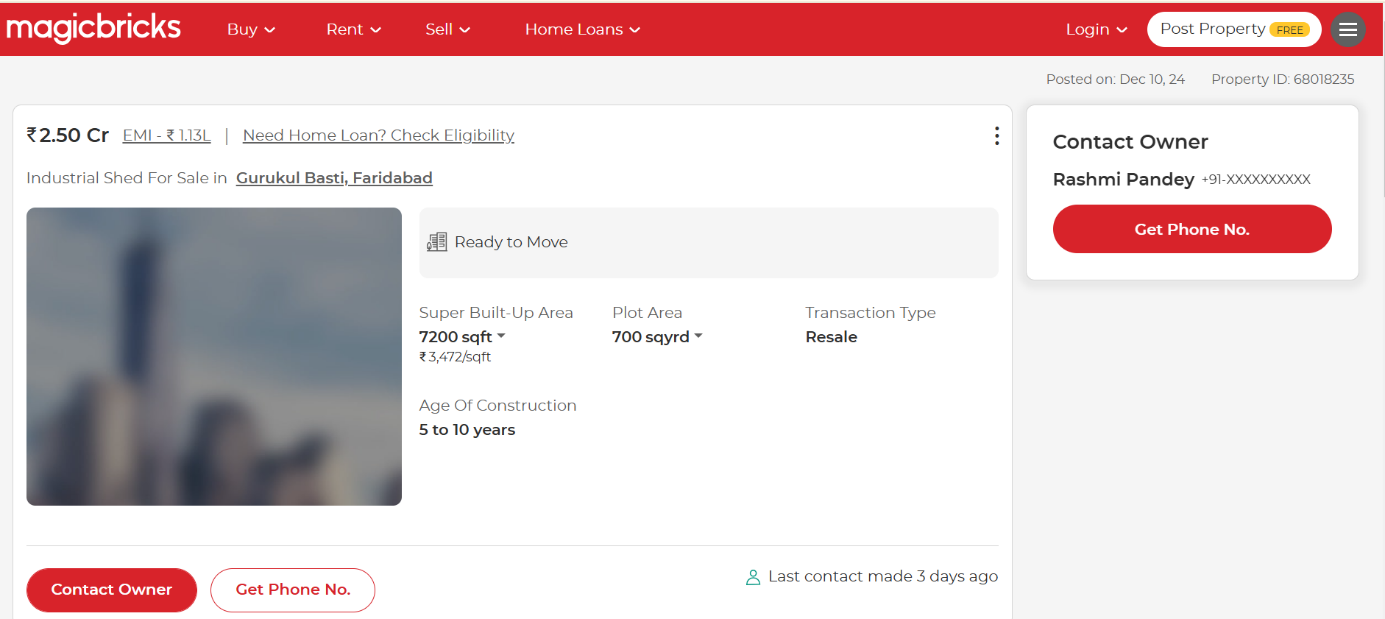 magicbricks Buy Rent Sell Home Loans Login Post Property FREE
Posted on: Dec 10, 24 Property ID: 68018235
₹2.50 Cr EMI - ₹ 1.13L | Need Home Loan? Check Eligibility
Industrial Shed For Sale in Gurukul Basti, Faridabad
Ready to Move
Super Built-Up Area Plot Area Transaction Type
7200 sqft 700 sqyrd Resale
₹3,472/sqft
Age Of Construction
5 to 10 years
Contact Owner Get Phone No. Last contact made 3 days ago
Contact Owner
Rashmi Pandey +91-XXXXXXXXXX
Get Phone No.